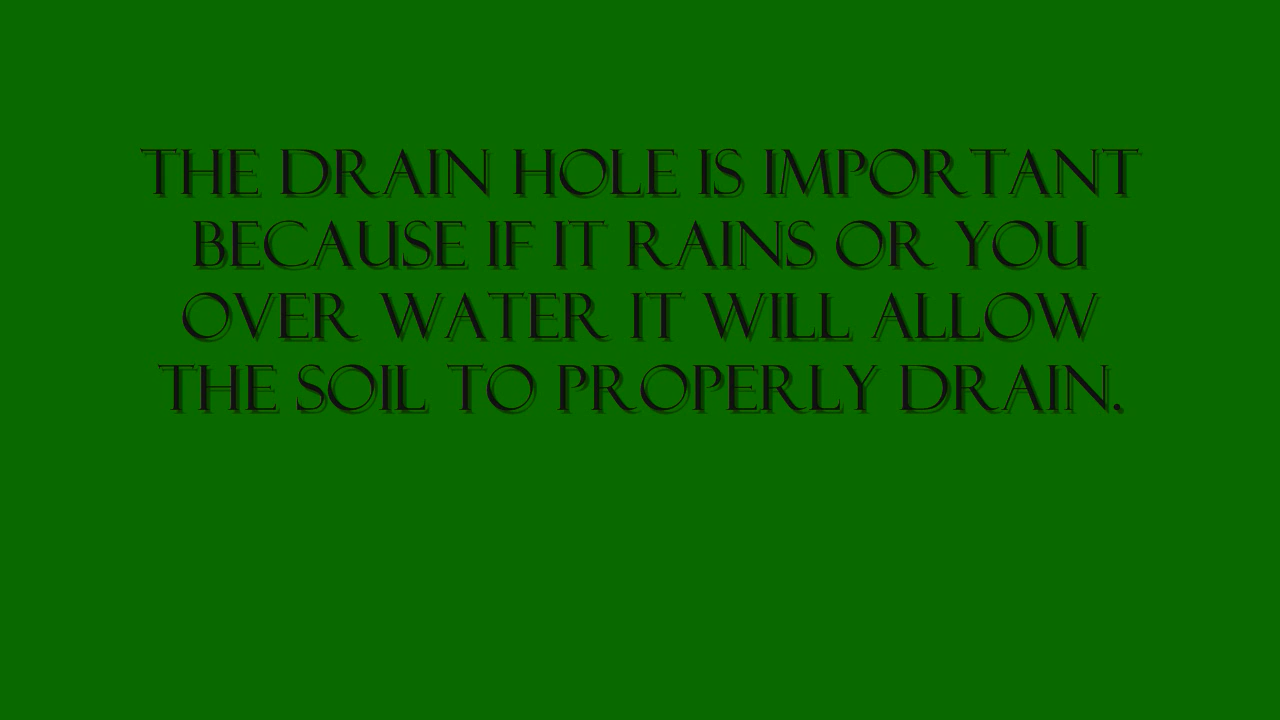 THE DRAIN HOLE IS IMPORTANT
BECAUSE IF IT RAINS OR YOU
OVER WATER IT WILL ALLOW
THE SOIL TO PROPERLY DRAIN.